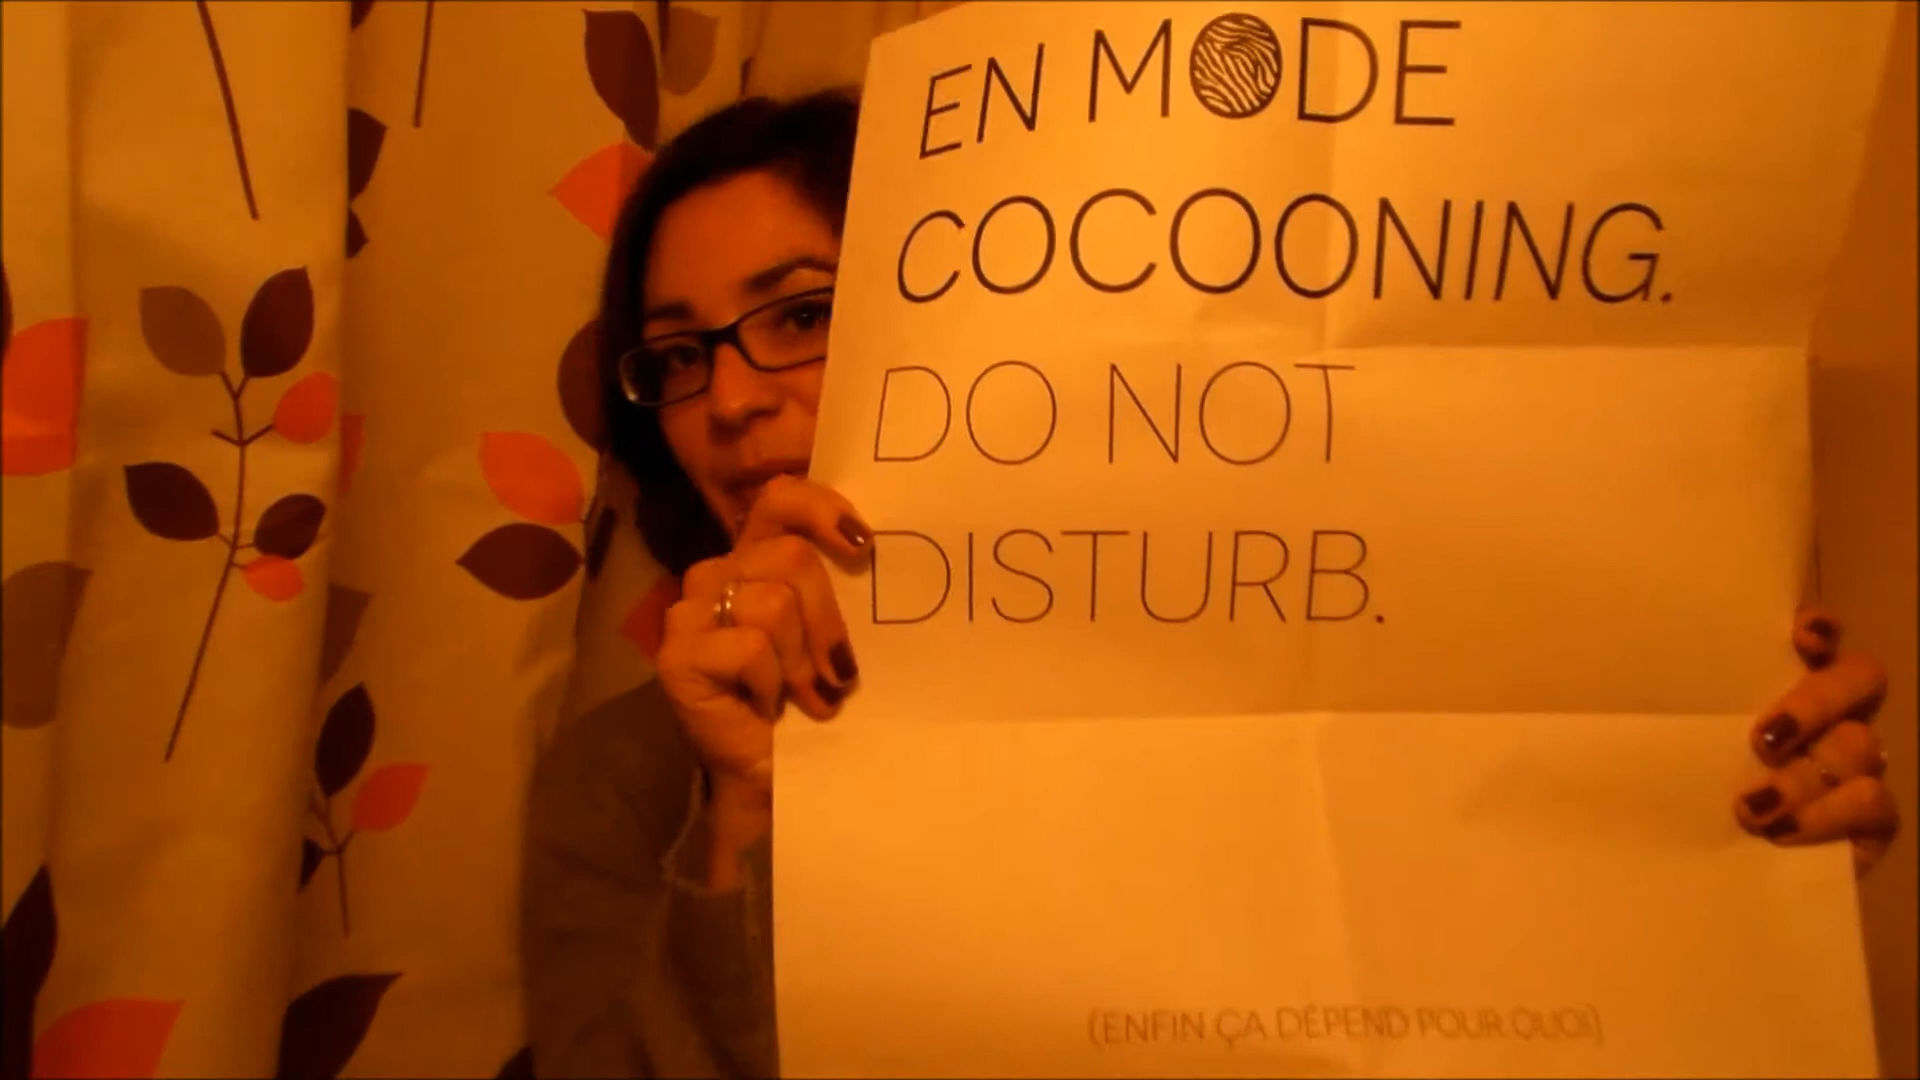 EN MODE
COCOONING.
DO NOT
DISTURB.
(ENFIN ÇA DÉPEND POUR QUOI)